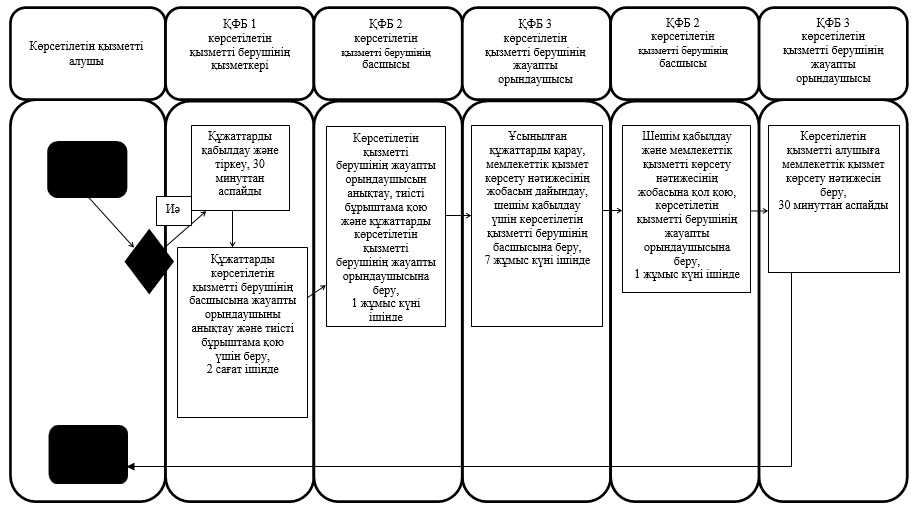 Көрсетілетін қызметті
алушы
ҚФБ 1
көрсетілетін
қызметті берушінің
қызметкері
ҚФБ 2
көрсетілетін
қызметті берушінің
басшысы
ҚФБ 3
көрсетілетін
қызметті берушінің
жауапты
орындаушысы
ҚФБ 2
көрсетілетін
қызметті берушінің
басшысы
ҚФБ 3
көрсетілетін
қызметті берушінің
жауапты
орындаушысы
Иә
Құжаттарды
қабылдау және
тіркеу, 30
минуттан
аспайды
Құжаттарды
көрсетілетін
қызметті берушінің
басшысына жауапты
орындаушыны
анықтау және тиісті
бұрыштама қою
үшін беру,
2 сағат ішінде
Көрсетілетін
қызметті
берушінің жауапты
орындаушысын
анықтау, тиісті
бұрыштама қою
және құжаттарды
көрсетілетін
қызметті
берушінің жауапты
орындаушысына
беру,
1 жұмыс күні
ішінде
Ұсынылған
құжаттарды қарау,
мемлекеттік қызмет
көрсету нәтижесінің
жобасын дайындау,
шешім қабылдау
үшін көрсетілетін
қызметті берушінің
басшысына беру,
7 жұмыс күні ішінде
Шешім қабылдау
және мемлекеттік
қызметті көрсету
нәтижесінің
жобасына қол қою,
көрсетілетін
қызметті берушінің
жауапты
орындаушысына
беру,
1 жұмыс күні ішінде
Көрсетілетін
қызметті алушыға
мемлекеттік қызмет
көрсету нәтижесін
беру,
30 минуттан аспайды